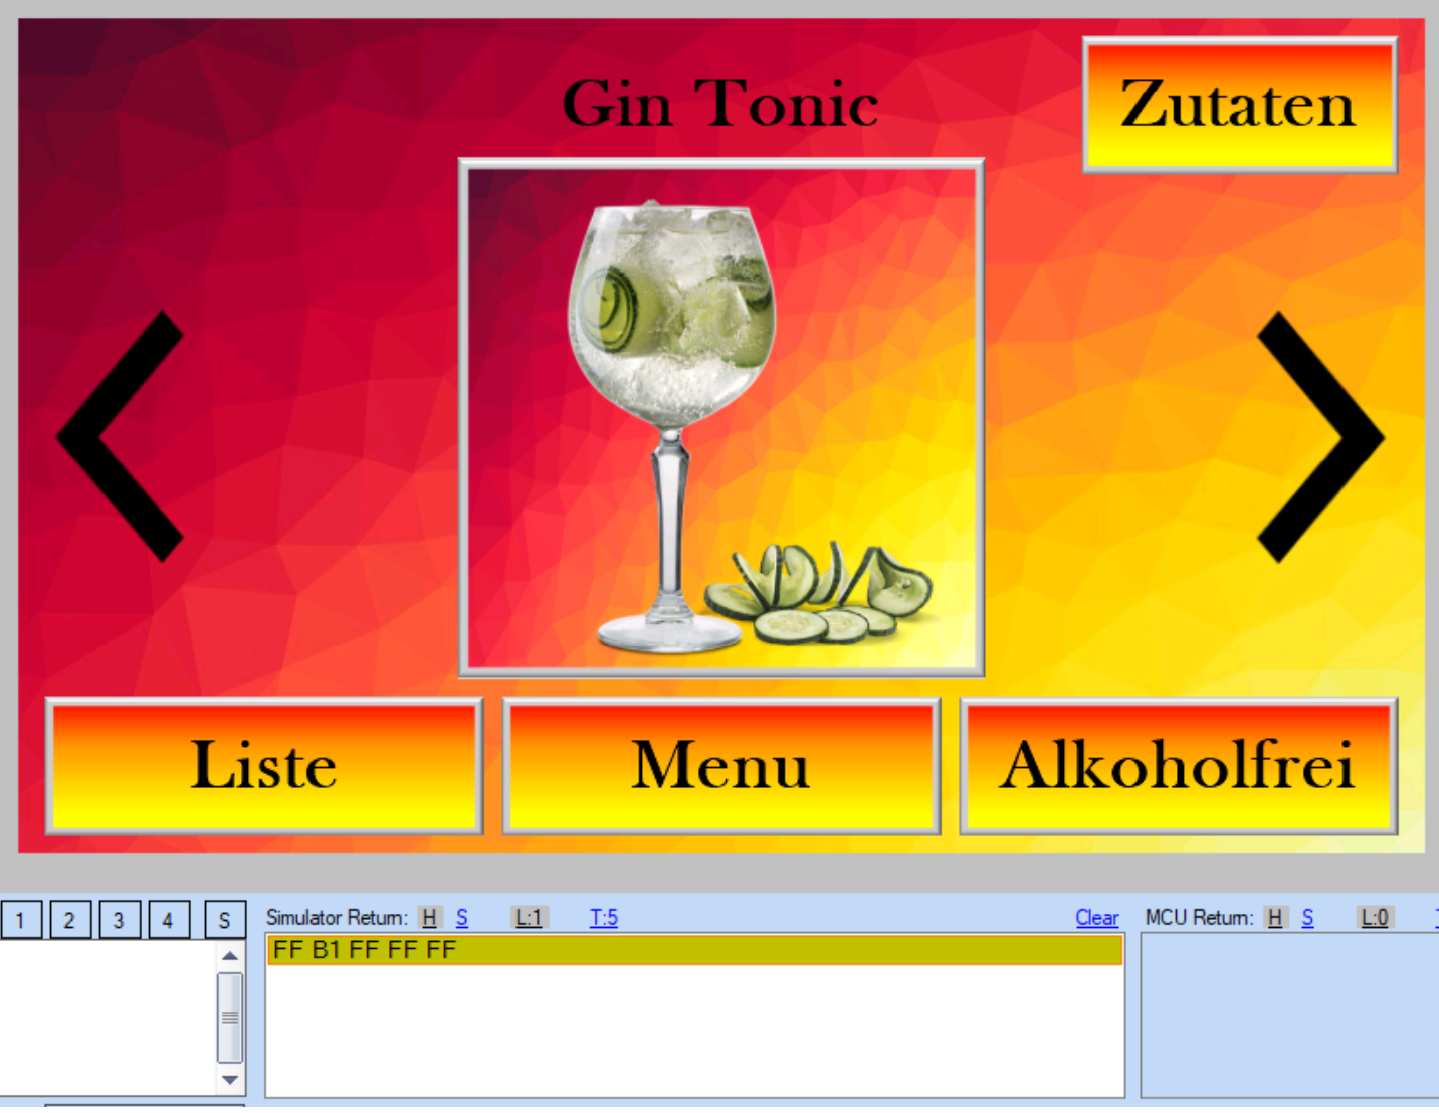 Gin Tonic
Zutaten
Liste
Menu
Alkoholfrei
1 2 3 4 S
Simulator Return: H S L:1 T:5 Clear
MCU Return: H S L:0
FF B1 FF FF FF